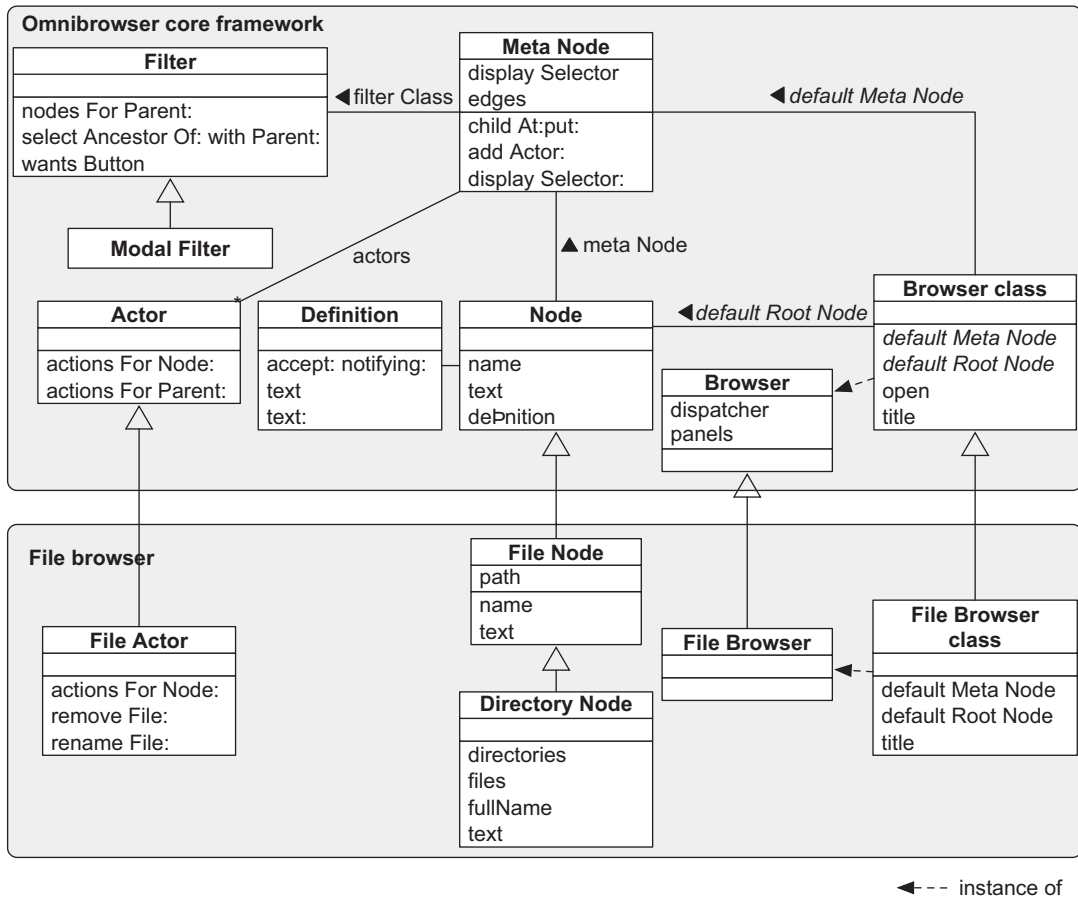 Omnibrowser core framework
Filter
nodes For Parent:
select Ancestor Of: with Parent:
wants Button
Modal Filter
filter Class
Meta Node
display Selector
edges
child At:put:
add Actor:
display Selector:
default Meta Node
actors
*
meta Node
Actor
actions For Node:
actions For Parent:
Definition
accept: notifying:
text
text:
Node
name
text
deÞnition
default Root Node
Browser
dispatcher
panels
Browser class
default Meta Node
default Root Node
open
title
File browser
File Actor
actions For Node:
remove File:
rename File:
File Node
path
name
text
Directory Node
directories
files
fullName
text
File Browser
File Browser
class
default Meta Node
default Root Node
title
instance of